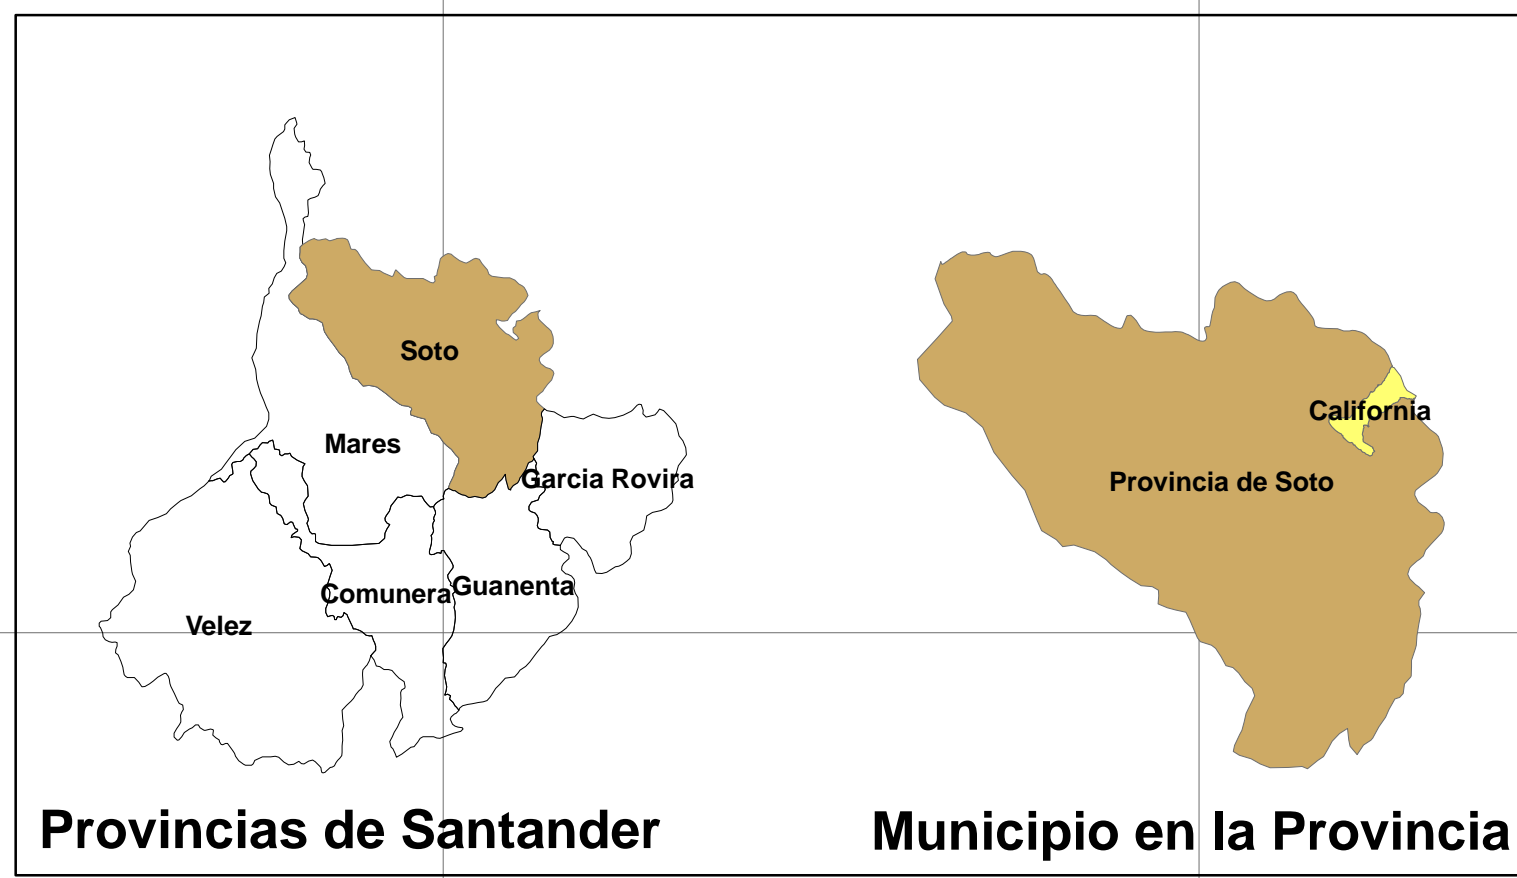 Soto
Mares
Garcia Rovira
Comunera
Guanenta
Velez
Provincias de Santander
California
Provincia de Soto
Municipio en la Provincia